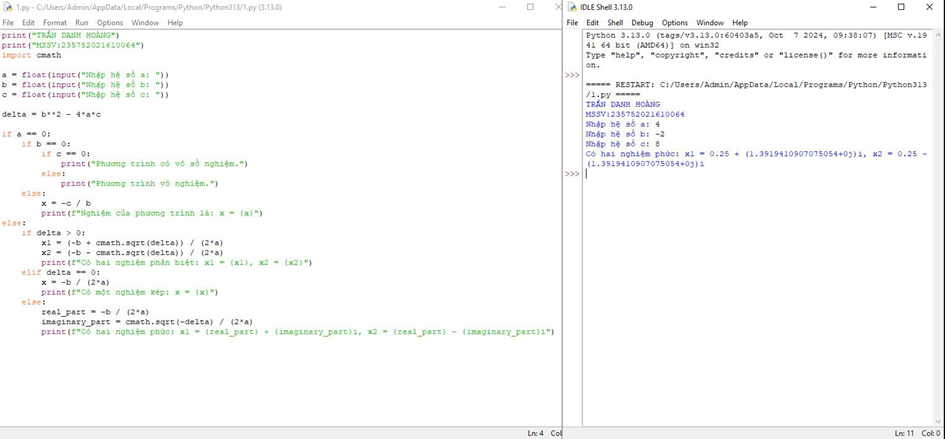 1.py - C:/Users/Admin/AppData/Local/Programs/Python/Python313/1.py (3.13.0)
File Edit Format Run Options Window Help
print("TRẦN DANH HOÀNG")
print("MSSV:235752021610064")
import cmath
a = float(input("Nhập hệ số a: "))
b = float(input("Nhập hệ số b: "))
c = float(input("Nhập hệ số c: "))
delta = b**2 - 4*a*c
if a == 0:
if b == 0:
if c == 0:
print("Phương trình có vô số nghiệm.")
else:
print("Phương trình vô nghiệm.")
else:
x = -c / b
print(f"Nghiệm của phương trình là: x = {x}")
else:
if delta > 0:
x1 = (-b + cmath.sqrt(delta)) / (2*a)
x2 = (-b - cmath.sqrt(delta)) / (2*a)
print(f"Có hai nghiệm phân biệt: x1 = {x1}, x2 = {x2}")
elif delta == 0:
x = -b / (2*a)
print(f"Có một nghiệm kép: x = {x}")
else:
real_part = -b / (2*a)
imaginary_part = cmath.sqrt(-delta) / (2*a)
print(f"Có hai nghiệm phức: x1 = {real_part} + {imaginary_part}i, x2 = {real_part} - {imaginary_part}i")
Ln: 4 Col
IDLE Shell 3.13.0
File Edit Shell Debug Options Window Help
Python 3.13.0 (tags/v3.13.0:60403a5, Oct 7 2024, 09:38:07) [MSC v.19
41 64 bit (AMD64)] on win32
Type "help", "copyright", "credits" or "license()" for more informati
on.
>>>
===== RESTART: C:/Users/Admin/AppData/Local/Programs/Python/Python313
/1.py =====
TRẦN DANH HOÀNG
MSSV:235752021610064
Nhập hệ số a: 4
Nhập hệ số b: -2
Nhập hệ số c: 8
Có hai nghiệm phức: x1 = 0.25 + (1.3919410907075054+0j)i, x2 = 0.25 -
(1.3919410907075054+0j)i
>>>
Ln: 11 Col: 0